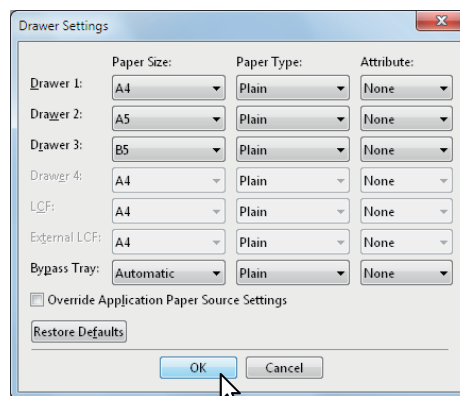 Drawer Settings
Paper Size: Paper Type: Attribute:
Drawer 1: A4 Plain None
Drawer 2: A5 Plain None
Drawer 3: B5 Plain None
Drawer 4: A4 Plain None
LCF: A4 Plain None
External LCF: A4 Plain None
Bypass Tray: Automatic Plain None
Override Application Paper Source Settings
Restore Defaults
OK Cancel